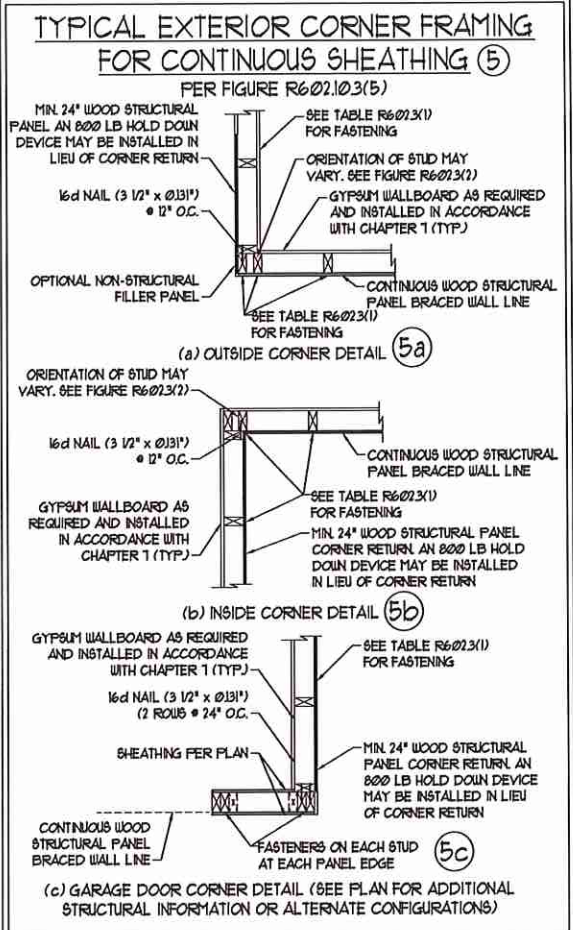 TYPICAL EXTERIOR CORNER FRAMING
FOR CONTINUOUS SHEATHING 5
PER FIGURE R602.10.3(5)
MIN. 24" WOOD STRUCTURAL
PANEL AN 800 LB HOLD DOWN
DEVICE MAY BE INSTALLED IN
LIEU OF CORNER RETURN
16d NAIL (3 1/2" x 0.131")
@ 12" O.C.
OPTIONAL NON-STRUCTURAL
FILLER PANEL
SEE TABLE R602.3(1)
FOR FASTENING
ORIENTATION OF STUD MAY
VARY. SEE FIGURE R602.3(2)
GYPSUM WALLBOARD AS REQUIRED
AND INSTALLED IN ACCORDANCE
WITH CHAPTER 7 (TYP.)
CONTINUOUS WOOD STRUCTURAL
PANEL BRACED WALL LINE
SEE TABLE R602.3(1)
FOR FASTENING
(a) OUTSIDE CORNER DETAIL 5a
ORIENTATION OF STUD MAY
VARY. SEE FIGURE R602.3(2)
16d NAIL (3 1/2" x 0.131")
@ 12" O.C.
GYPSUM WALLBOARD AS
REQUIRED AND INSTALLED
IN ACCORDANCE WITH
CHAPTER 7 (TYP.)
CONTINUOUS WOOD STRUCTURAL
PANEL BRACED WALL LINE
SEE TABLE R602.3(1)
FOR FASTENING
MIN. 24" WOOD STRUCTURAL PANEL
CORNER RETURN. AN 800 LB HOLD
DOWN DEVICE MAY BE INSTALLED
IN LIEU OF CORNER RETURN
(b) INSIDE CORNER DETAIL 5b
GYPSUM WALLBOARD AS REQUIRED
AND INSTALLED IN ACCORDANCE
WITH CHAPTER 7 (TYP.)
16d NAIL (3 1/2" x 0.131")
(2 ROWS @ 24" O.C.
SHEATHING PER PLAN
CONTINUOUS WOOD
STRUCTURAL PANEL
BRACED WALL LINE
SEE TABLE R602.3(1)
FOR FASTENING
MIN. 24" WOOD STRUCTURAL
PANEL CORNER RETURN. AN
800 LB HOLD DOWN DEVICE
MAY BE INSTALLED IN LIEU
OF CORNER RETURN
FASTENERS ON EACH STUD
AT EACH PANEL EDGE
5c
(c) GARAGE DOOR CORNER DETAIL (SEE PLAN FOR ADDITIONAL
STRUCTURAL INFORMATION OR ALTERNATE CONFIGURATIONS)